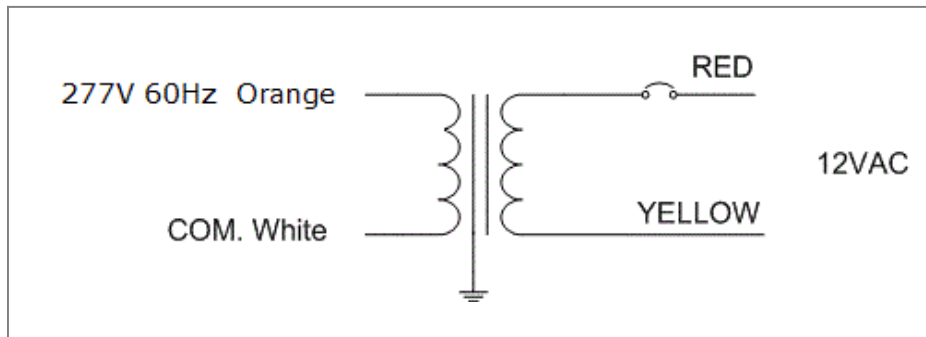 RED
277V 60Hz Orange
12VAC
YELLOW
COM. White